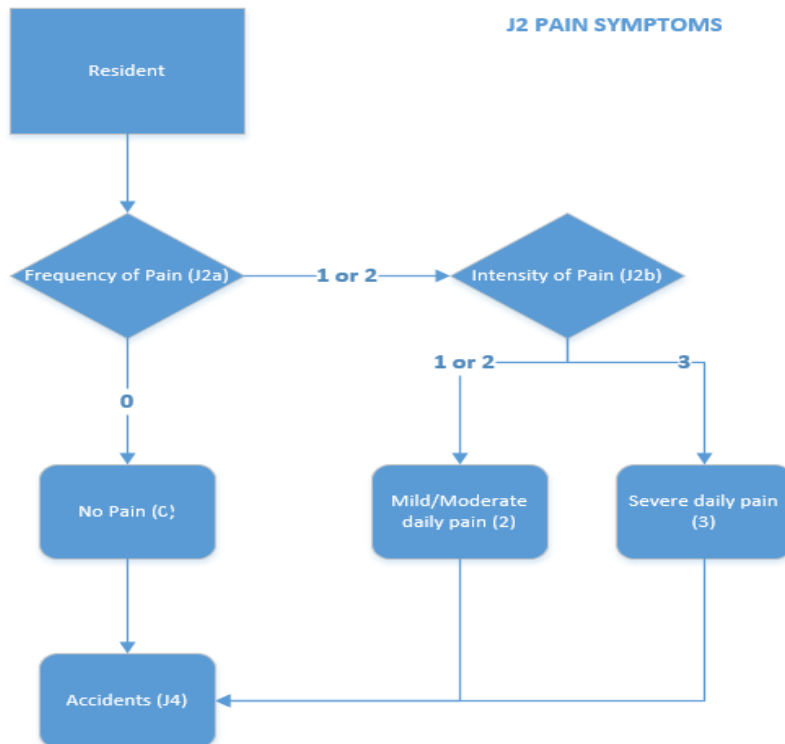 J2 PAIN SYMPTOMS
Resident
Frequency of Pain (J2a)
1 or 2
Intensity of Pain (J2b)
1 or 2
3
0
No Pain (0)
Mild/Moderate
daily pain (2)
Severe daily pain
(3)
Accidents (J4)